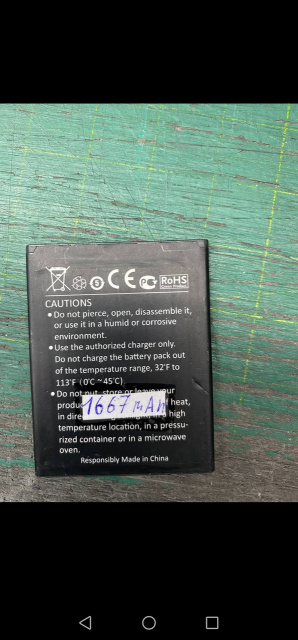 CE RoHS
CAUTIONS
● Do not pierce, open, disassemble it,
or use it in a humid or corrosive
environment.
● Use the authorized charger only.
Do not charge the battery pack out
of the temperature range, 32°F to
113°F (0°C ~ 45°C)
● Do not put, store or leave your
produ 1667 mAh f heat,
in dire high
temperature location, in a pressu-
rized container or in a microwave
oven.
Responsibly Made in China